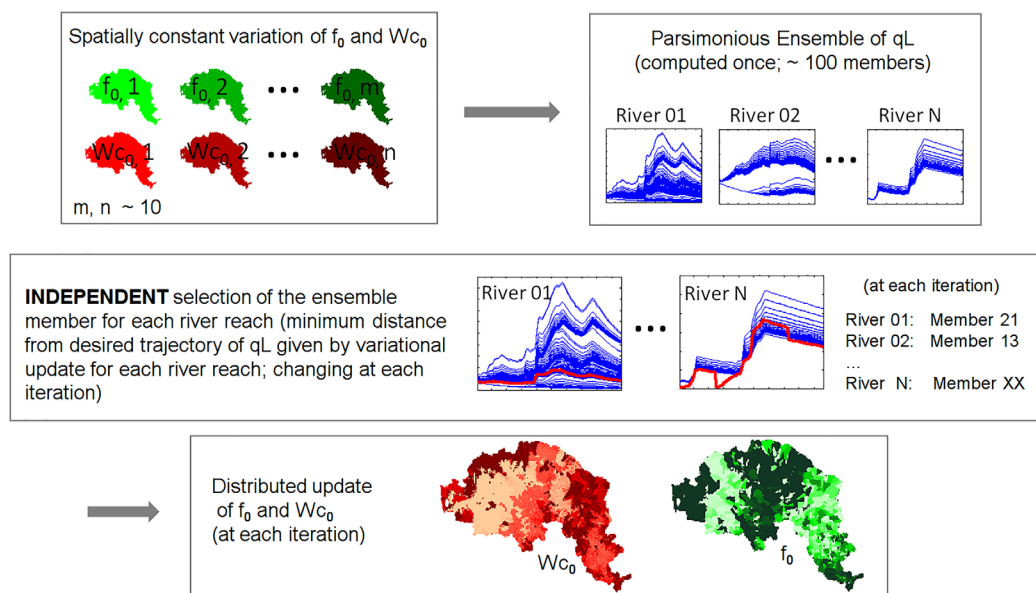 Spatially constant variation of f₀ and Wc₀
f₀, 1
f₀ 2
f₀ m
Wc₀, 1
Wc₀ 2
Wc₀ n
m, n ~ 10
Parsimonious Ensemble of qL
(computed once; ~ 100 members)
River 01
River 02
River N
INDEPENDENT selection of the ensemble
member for each river reach (minimum distance
from desired trajectory of qL given by variational
update for each river reach; changing at each
iteration)
River 01
River N
(at each iteration)
River 01: Member 21
River 02: Member 13
...
River N: Member XX
Distributed update
of f₀ and Wc₀
(at each iteration)
Wc₀
f₀